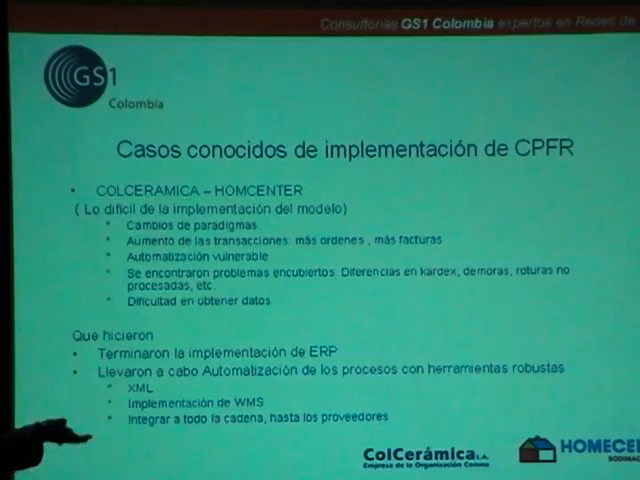 Consultorias GS1 Colombia expertos en Redes de
GS1
Colombia
Casos conocidos de implementación de CPFR
• COLCERAMICA – HOMCENTER
( Lo dificil de la implementación del modelo)
* Cambios de paradigmas
* Aumento de las transacciones: más ordenes , más facturas
* Automatización vulnerable
* Se encontraron problemas encubiertos. Diferencias en kardex, demoras, roturas no
procesadas, etc.
* Dificultad en obtener datos
Que hicieron
• Terminaron la implementación de ERP
• Llevaron a cabo Automatización de los procesos con herramientas robustas
* XML
* Implementación de WMS
* Integrar a todo la cadena, hasta los proveedores
ColCerámica S.A.
Empresa de la Organización Corona
HOMECE
SODIMAC